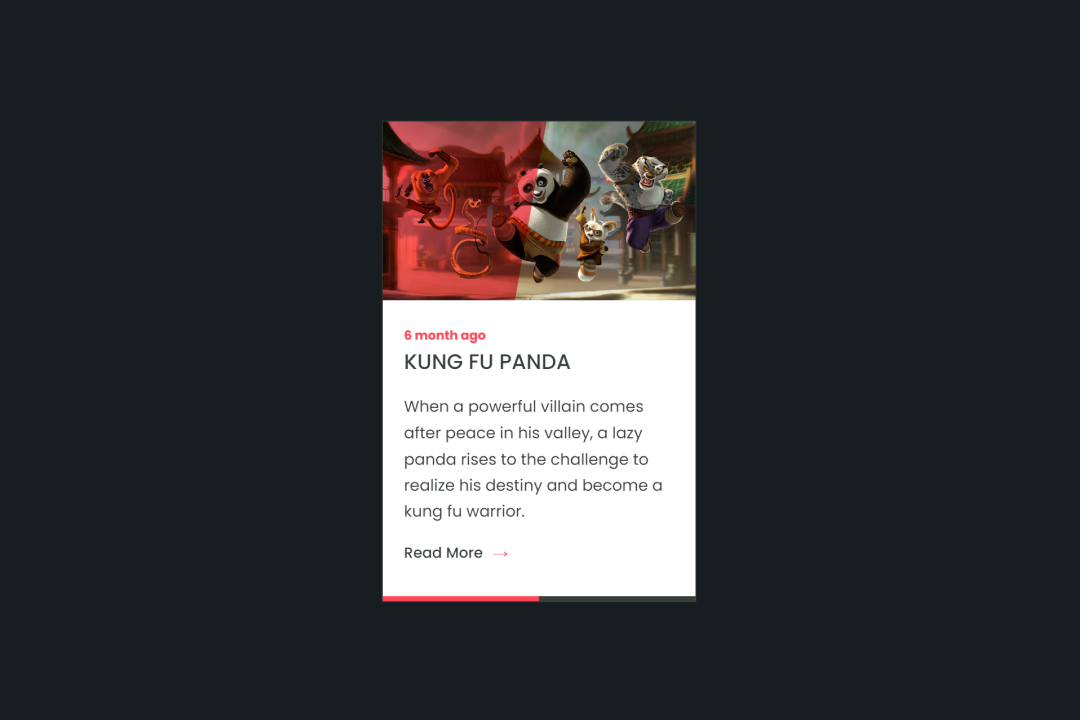 6 month ago
KUNG FU PANDA
When a powerful villain comes
after peace in his valley, a lazy
panda rises to the challenge to
realize his destiny and become a
kung fu warrior.
Read More →